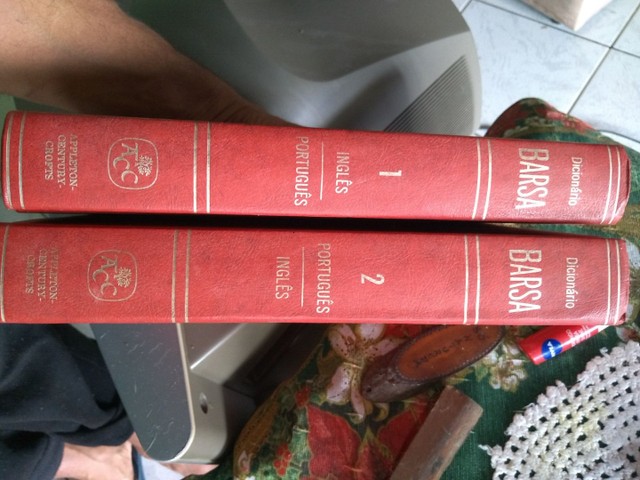 Dicionário
BARSA
1
INGLÊS
PORTUGUÊS
ACC
APPLETON-
CENTURY-
CROFTS
Dicionário
BARSA
2
PORTUGUÊS
INGLÊS
ACC
APPLETON-
CENTURY-
CROFTS